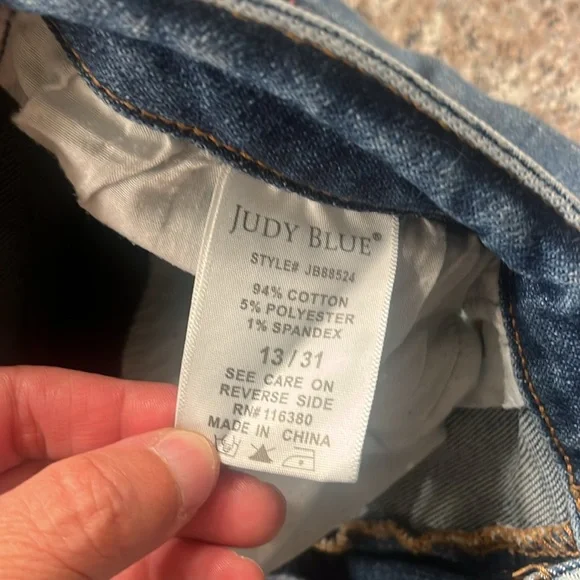 JUDY BLUE®
STYLE# JB88524
94% COTTON
5% POLYESTER
1% SPANDEX
13/31
SEE CARE ON
REVERSE SIDE
RN# 116380
MADE IN CHINA